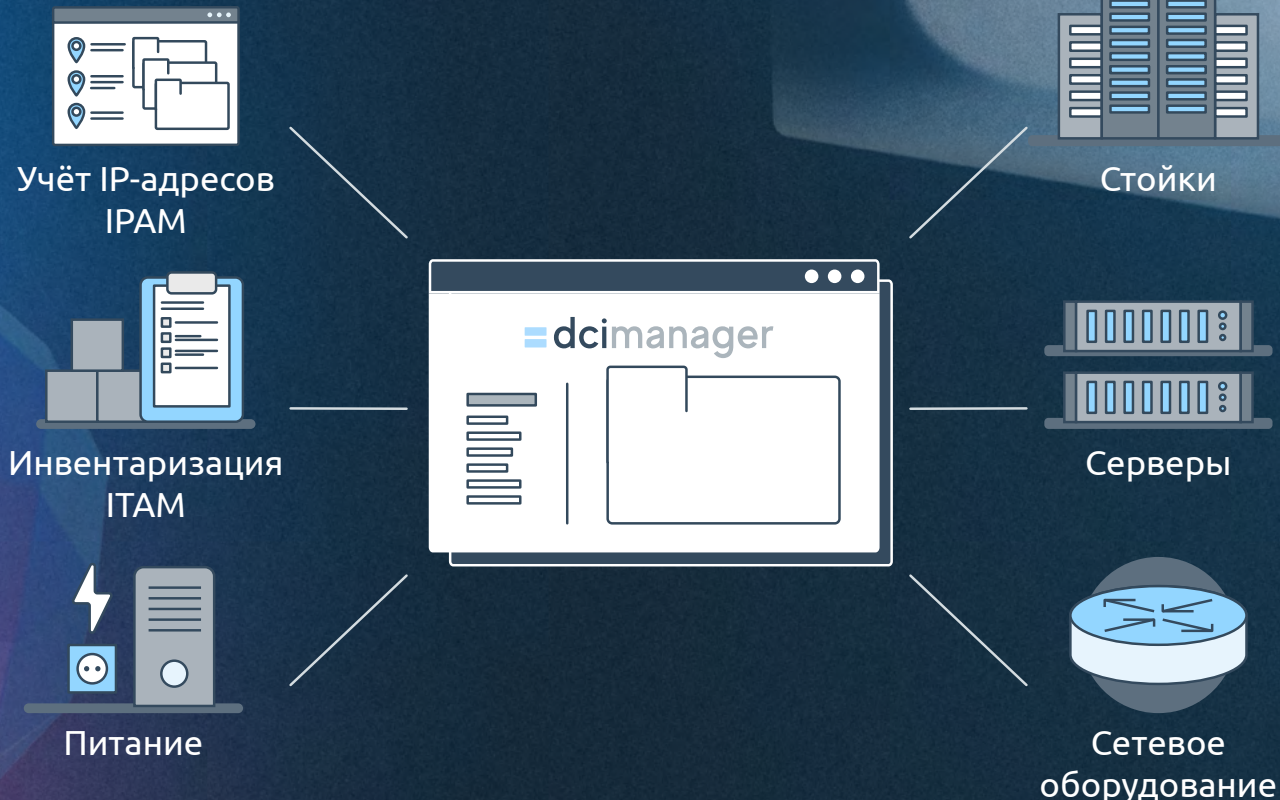 Учёт IP-адресов
IPAM
Инвентаризация
ITAM
Питание
dcimanager
Стойки
Серверы
Сетевое
оборудование